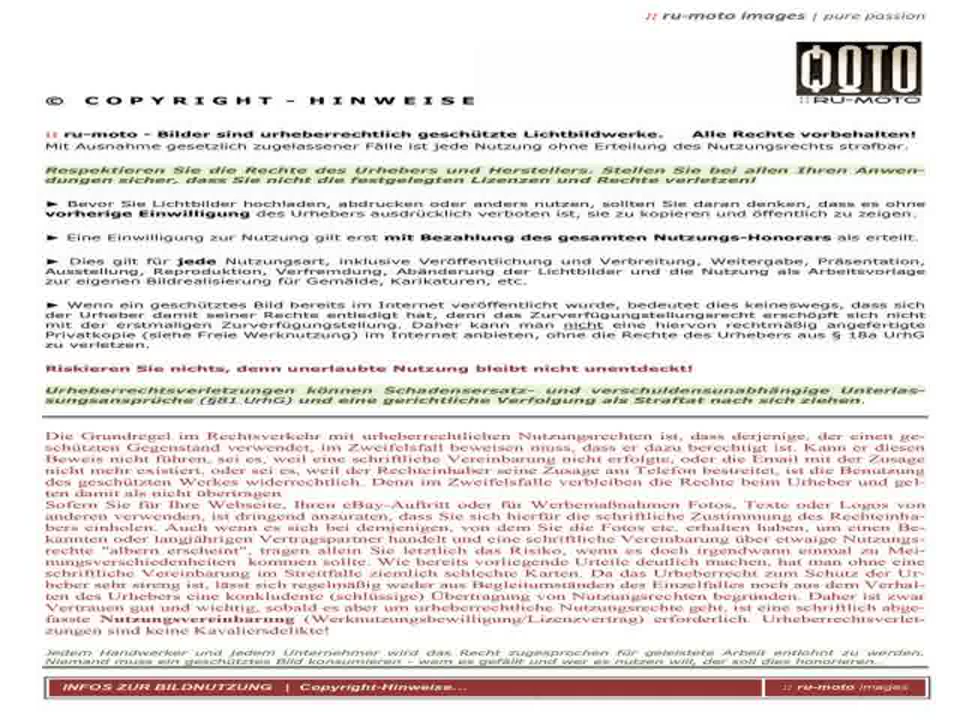 :: ru-moto images | pure passion
ΦOTO
:: RU-MOTO
© COPYRIGHT - HINWEISE
:: ru-moto - Bilder sind urheberrechtlich geschützte Lichtbildwerke. Alle Rechte vorbehalten!
Mit Ausnahme gesetzlich zugelassener Fälle ist jede Nutzung ohne Erteilung des Nutzungsrechts strafbar.
Respektieren Sie die Rechte des Urhebers und Herstellers. Stellen Sie bei allen Ihren Anwen-
dungen sicher, dass Sie nicht die festgelegten Lizenzen und Rechte verletzen!
► Bevor Sie Lichtbilder hochladen, abdrucken oder anders nutzen, sollten Sie daran denken, dass es ohne
vorherige Einwilligung des Urhebers ausdrücklich verboten ist, sie zu kopieren und öffentlich zu zeigen.
► Eine Einwilligung zur Nutzung gilt erst mit Bezahlung des gesamten Nutzungs-Honorars als erteilt.
► Dies gilt für jede Nutzungsart, inklusive Veröffentlichung und Verbreitung, Weitergabe, Präsentation,
Ausstellung, Reproduktion, Verfremdung, Abänderung der Lichtbilder und die Nutzung als Arbeitsvorlage
zur eigenen Bildrealisierung für Gemälde, Karikaturen, etc.
► Wenn ein geschütztes Bild bereits im Internet veröffentlicht wurde, bedeutet dies keineswegs, dass sich
der Urheber damit seiner Rechte entledigt hat, denn das Zurverfügungstellungsrecht erschöpft sich nicht
mit der erstmaligen Zurverfügungstellung. Daher kann man nicht eine hiervon rechtmäßig angefertigte
Privatkopie (siehe Freie Werknutzung) im Internet anbieten, ohne die Rechte des Urhebers aus § 18a UrhG
zu verletzen.
Riskieren Sie nichts, denn unerlaubte Nutzung bleibt nicht unentdeckt!
Urheberrechtsverletzungen können Schadensersatz- und verschuldensunabhängige Unterlas-
sungsansprüche (§81 UrhG) und eine gerichtliche Verfolgung als Straftat nach sich ziehen.
Die Grundregel im Rechtsverkehr mit urheberrechtlichen Nutzungsrechten ist, dass derjenige, der einen ge-
schützten Gegenstand verwendet, im Zweifelsfall beweisen muss, dass er dazu berechtigt ist. Kann er diesen
Beweis nicht führen, sei es, weil eine schriftliche Vereinbarung nicht erfolgte, oder die Email mit der Zusage
nicht mehr existiert, oder sei es, weil der Rechteinhaber seine Zusage am Telefon bestreitet, ist die Benutzung
des geschützten Werkes widerrechtlich. Denn im Zweifelsfalle verbleiben die Rechte beim Urheber und gel-
ten damit als nicht übertragen
Sofern Sie für Ihre Webseite, Ihren eBay-Auftritt oder für Werbemaßnahmen Fotos, Texte oder Logos von
anderen verwenden, ist dringend anzuraten, dass Sie sich hierfür die schriftliche Zustimmung des Rechteinha-
bers einholen. Auch wenn es sich bei demjenigen, von dem Sie die Fotos etc. erhalten haben, um einen Be-
kannten oder langjährigen Vertragspartner handelt und eine schriftliche Vereinbarung über etwaige Nutzungs-
rechte "albern erscheint", tragen allein Sie letztlich das Risiko, wenn es doch irgendwann einmal zu Mei-
nungsverschiedenheiten kommen sollte. Wie bereits vorliegende Urteile deutlich machen, hat man ohne eine
schriftliche Vereinbarung im Streitfalle ziemlich schlechte Karten. Da das Urheberrecht zum Schutz der Ur-
heber sehr streng ist, lässt sich regelmäßig weder aus Begleitumständen des Einzelfalles noch aus dem Verhal-
ten des Urhebers eine konkludente (schlüssige) Übertragung von Nutzungsrechten begründen. Daher ist zwar
Vertrauen gut und wichtig, sobald es aber um urheberrechtliche Nutzungsrechte geht, ist eine schriftlich abge-
fasste Nutzungsvereinbarung (Werknutzungsbewilligung/Lizenzvertrag) erforderlich. Urheberrechtsverlet-
zungen sind keine Kavaliersdelikte!
Jedem Handwerker und jedem Unternehmer wird das Recht zugesprochen für geleistete Arbeit entlohnt zu werden.
Niemand muss ein geschütztes Bild konsumieren - wem es gefällt und wer es nutzen will, der soll dies honorieren.
INFOS ZUR BILDNUTZUNG | Copyright-Hinweise... :: ru-moto images